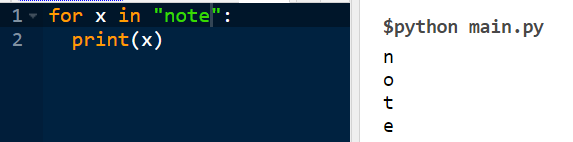 1 for x in "note":
2   print(x)
$python main.py
n
o
t
e